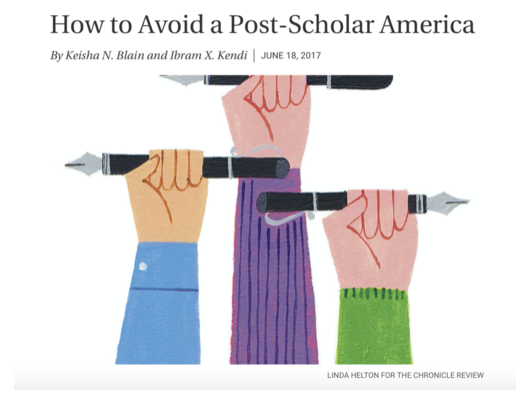 How to Avoid a Post-Scholar America
By Keisha N. Blain and Ibram X. Kendi | JUNE 18, 2017
LINDA HELTON FOR THE CHRONICLE REVIEW